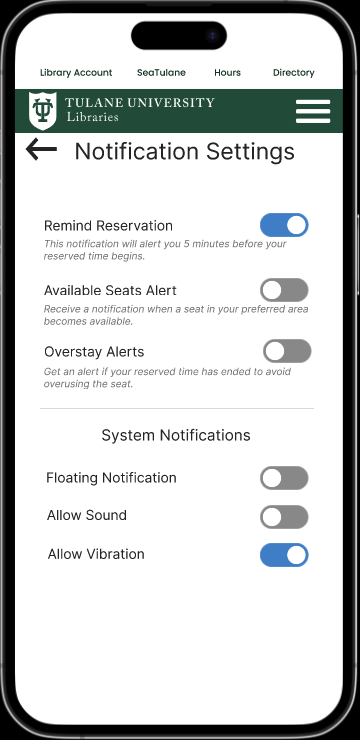 Library Account SeaTulane Hours Directory
TULANE UNIVERSITY
Libraries
Notification Settings
Remind Reservation
This notification will alert you 5 minutes before your
reserved time begins.
Available Seats Alert
Receive a notification when a seat in your preferred area
becomes available.
Overstay Alerts
Get an alert if your reserved time has ended to avoid
overusing the seat.
System Notifications
Floating Notification
Allow Sound
Allow Vibration